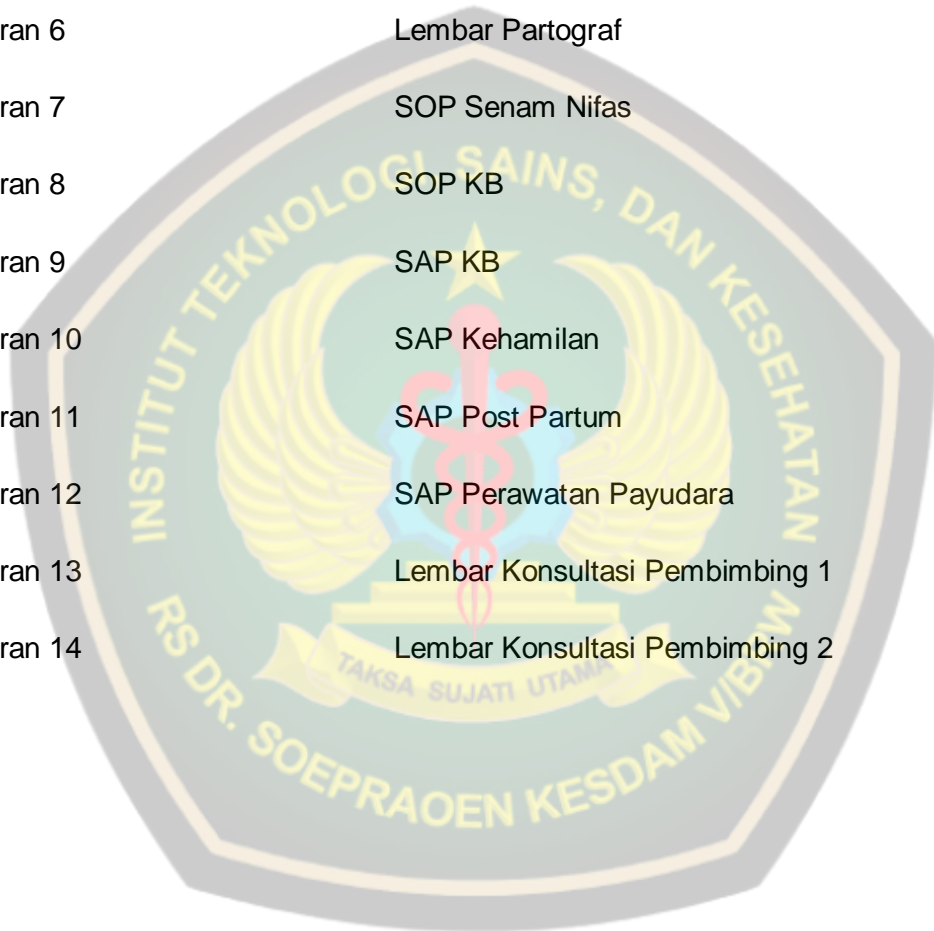 ran 6 Lembar Partograf
ran 7 SOP Senam Nifas
ran 8 SOP KB
ran 9 SAP KB
ran 10 SAP Kehamilan
ran 11 SAP Post Partum
ran 12 SAP Perawatan Payudara
ran 13 Lembar Konsultasi Pembimbing 1
ran 14 Lembar Konsultasi Pembimbing 2
INSTITUT TEKNOLOGI, SAINS, DAN KESEHATAN
TAKSA SUJATI UTAMA
RS DR. SOEPRAOEN KESDAM V/BRW